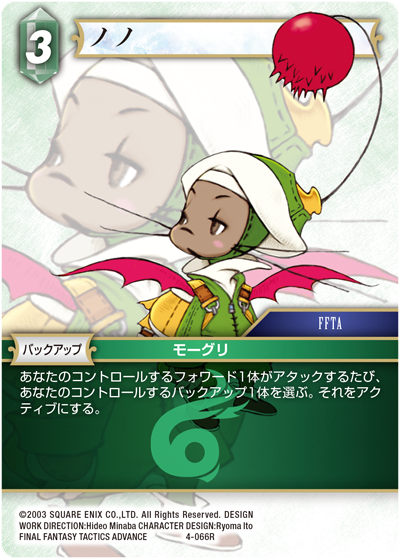 3
ノノ
FFTA
バックアップ
モーグリ
あなたのコントロールするフォワード1体がアタックするたび、
あなたのコントロールするバックアップ1体を選ぶ。それをアク
ティブにする。
©2003 SQUARE ENIX CO.,LTD. All Rights Reserved. DESIGN
WORK DIRECTION:Hideo Minaba CHARACTER DESIGN:Ryoma Ito
FINAL FANTASY TACTICS ADVANCE 4-066R